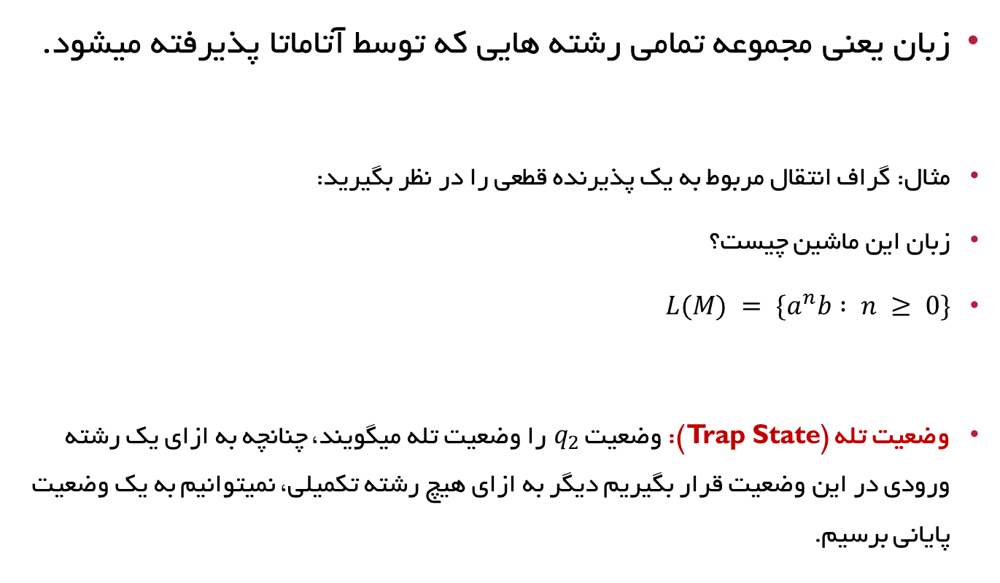 • زبان یعنی مجموعه تمامی رشته هایی که توسط آتاماتا پذیرفته میشود.
• مثال: گراف انتقال مربوط به یک پذیرنده قطعی را در نظر بگیرید:
• زبان این ماشین چیست؟
• L(M) = {aⁿb : n ≥ 0}
• وضعیت تله (Trap State): وضعیت q₂ را وضعیت تله میگویند، چنانچه به ازای یک رشته
ورودی در این وضعیت قرار بگیریم دیگر به ازای هیچ رشته تکمیلی، نمیتوانیم به یک وضعیت
پایانی برسیم.